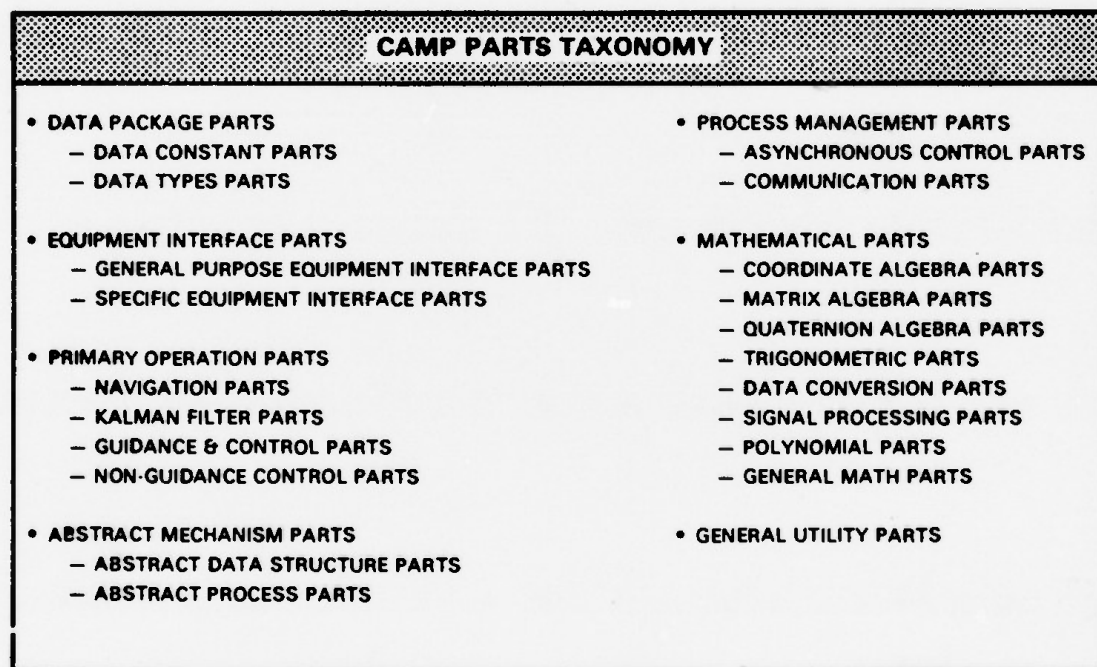 CAMP PARTS TAXONOMY
• DATA PACKAGE PARTS
– DATA CONSTANT PARTS
– DATA TYPES PARTS
• EQUIPMENT INTERFACE PARTS
– GENERAL PURPOSE EQUIPMENT INTERFACE PARTS
– SPECIFIC EQUIPMENT INTERFACE PARTS
• PRIMARY OPERATION PARTS
– NAVIGATION PARTS
– KALMAN FILTER PARTS
– GUIDANCE & CONTROL PARTS
– NON-GUIDANCE CONTROL PARTS
• ABSTRACT MECHANISM PARTS
– ABSTRACT DATA STRUCTURE PARTS
– ABSTRACT PROCESS PARTS
• PROCESS MANAGEMENT PARTS
– ASYNCHRONOUS CONTROL PARTS
– COMMUNICATION PARTS
• MATHEMATICAL PARTS
– COORDINATE ALGEBRA PARTS
– MATRIX ALGEBRA PARTS
– QUATERNION ALGEBRA PARTS
– TRIGONOMETRIC PARTS
– DATA CONVERSION PARTS
– SIGNAL PROCESSING PARTS
– POLYNOMIAL PARTS
– GENERAL MATH PARTS
• GENERAL UTILITY PARTS